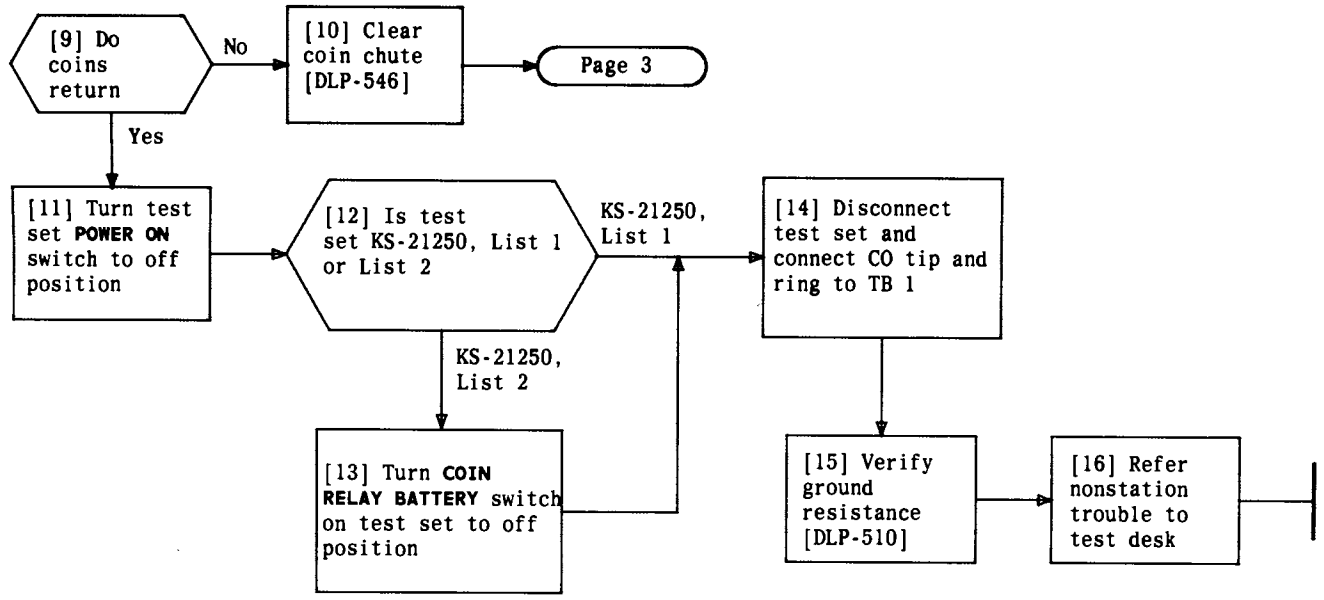 [9] Do
coins
return
No
[10] Clear
coin chute
[DLP-546]
Page 3
Yes
[11] Turn test
set POWER ON
switch to off
position
[12] Is test
set KS-21250, List 1
or List 2
KS-21250,
List 1
KS-21250,
List 2
[13] Turn COIN
RELAY BATTERY switch
on test set to off
position
[14] Disconnect
test set and
connect CO tip and
ring to TB 1
[15] Verify
ground
resistance
[DLP-510]
[16] Refer
nonstation
trouble to
test desk